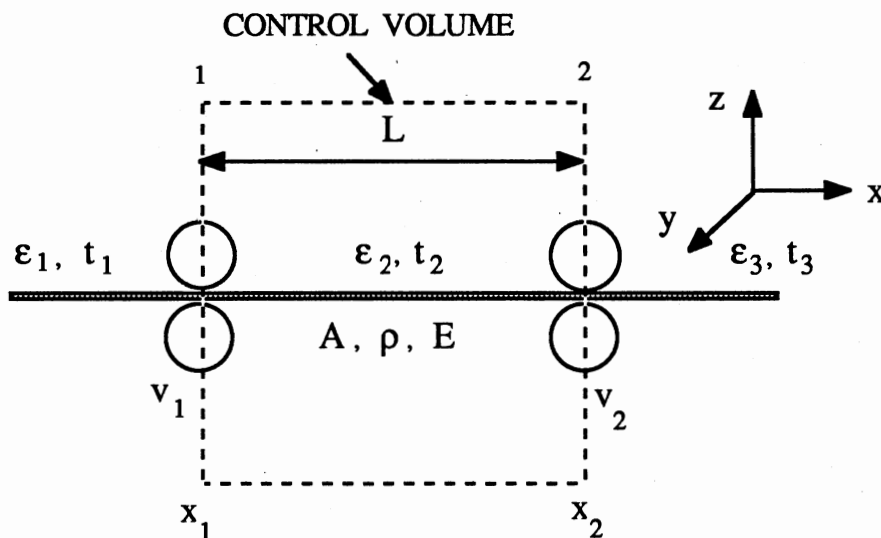 CONTROL VOLUME
1 2
L
z
x
y
ε₁, t₁ ε₂, t₂ ε₃, t₃
A, ρ, E
v₁ v₂
x₁ x₂